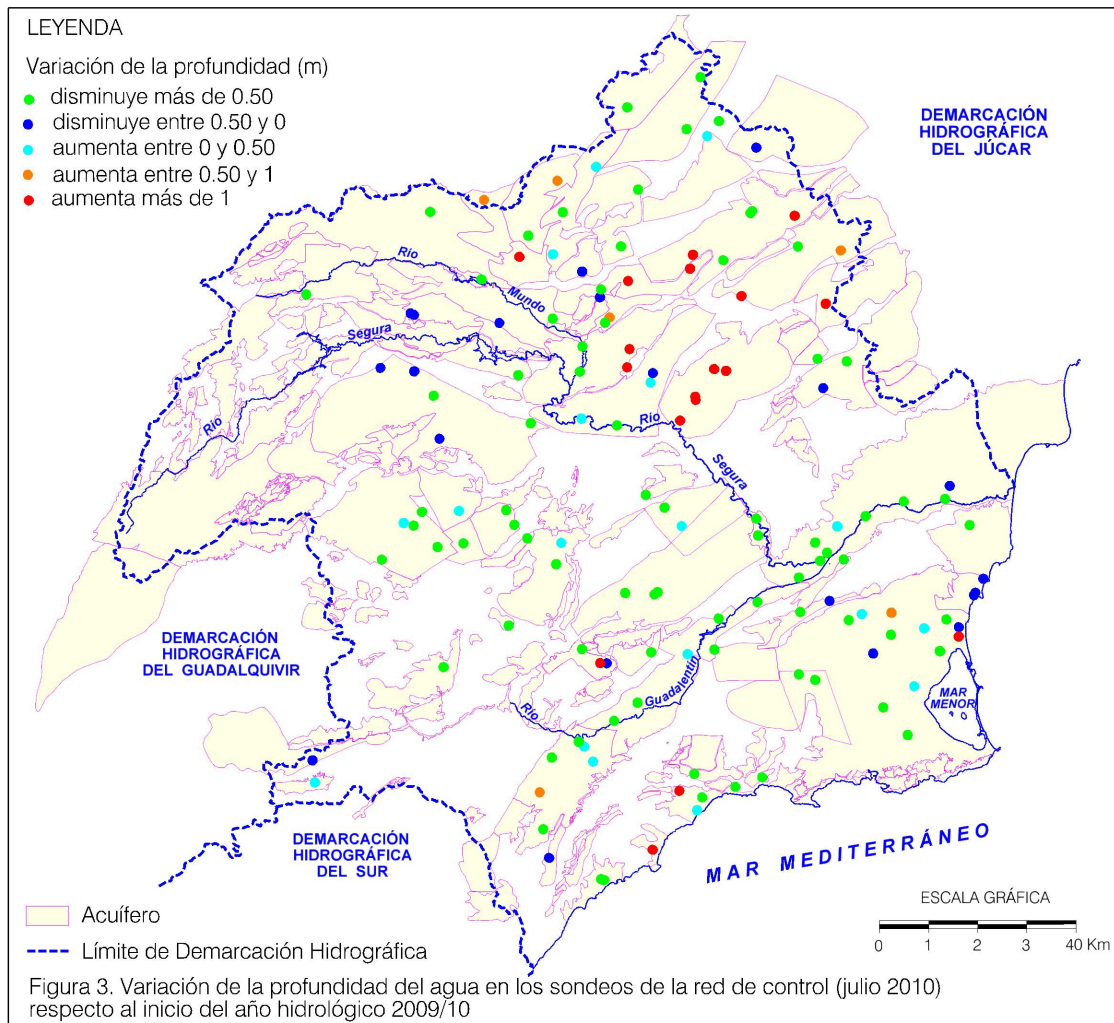 LEYENDA
Variación de la profundidad (m)
disminuye más de 0.50
disminuye entre 0.50 y 0
aumenta entre 0 y 0.50
aumenta entre 0.50 y 1
aumenta más de 1
DEMARCACIÓN
HIDROGRÁFICA
DEL JÚCAR
Río
Mundo
Segura
Río
Río
Segura
DEMARCACIÓN
HIDROGRÁFICA
DEL GUADALQUIVIR
Guadalentín
Río
MAR
MENOR
DEMARCACIÓN
HIDROGRÁFICA
DEL SUR
MAR MEDITERRÁNEO
ESCALA GRÁFICA
0 1 2 3 40 Km
Acuífero
Límite de Demarcación Hidrográfica
Figura 3. Variación de la profundidad del agua en los sondeos de la red de control (julio 2010)
respecto al inicio del año hidrológico 2009/10